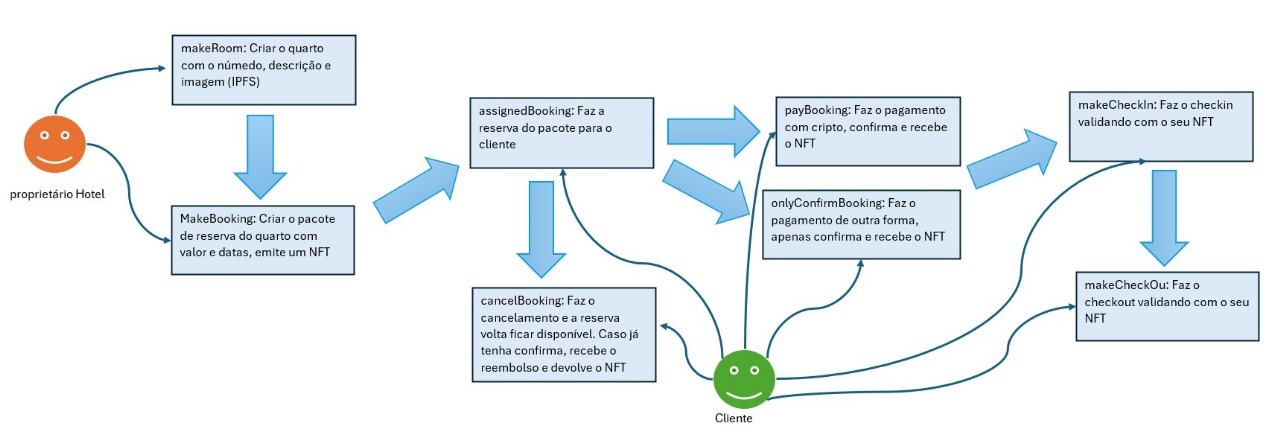 makeRoom: Criar o quarto
com o númedo, descrição e
imagem (IPFS)
proprietário Hotel
MakeBooking: Criar o pacote
de reserva do quarto com
valor e datas, emite um NFT
assignedBooking: Faz a
reserva do pacote para o
cliente
cancelBooking: Faz o
cancelamento e a reserva
volta ficar disponível. Caso já
tenha confirma, recebe o
reembolso e devolve o NFT
payBooking: Faz o pagamento
com cripto, confirma e recebe
o NFT
onlyConfirmBooking: Faz o
pagamento de outra forma,
apenas confirma e recebe o NFT
Cliente
makeCheckIn: Faz o checkin
validando com o seu NFT
makeCheckOu: Faz o
checkout validando com o seu
NFT